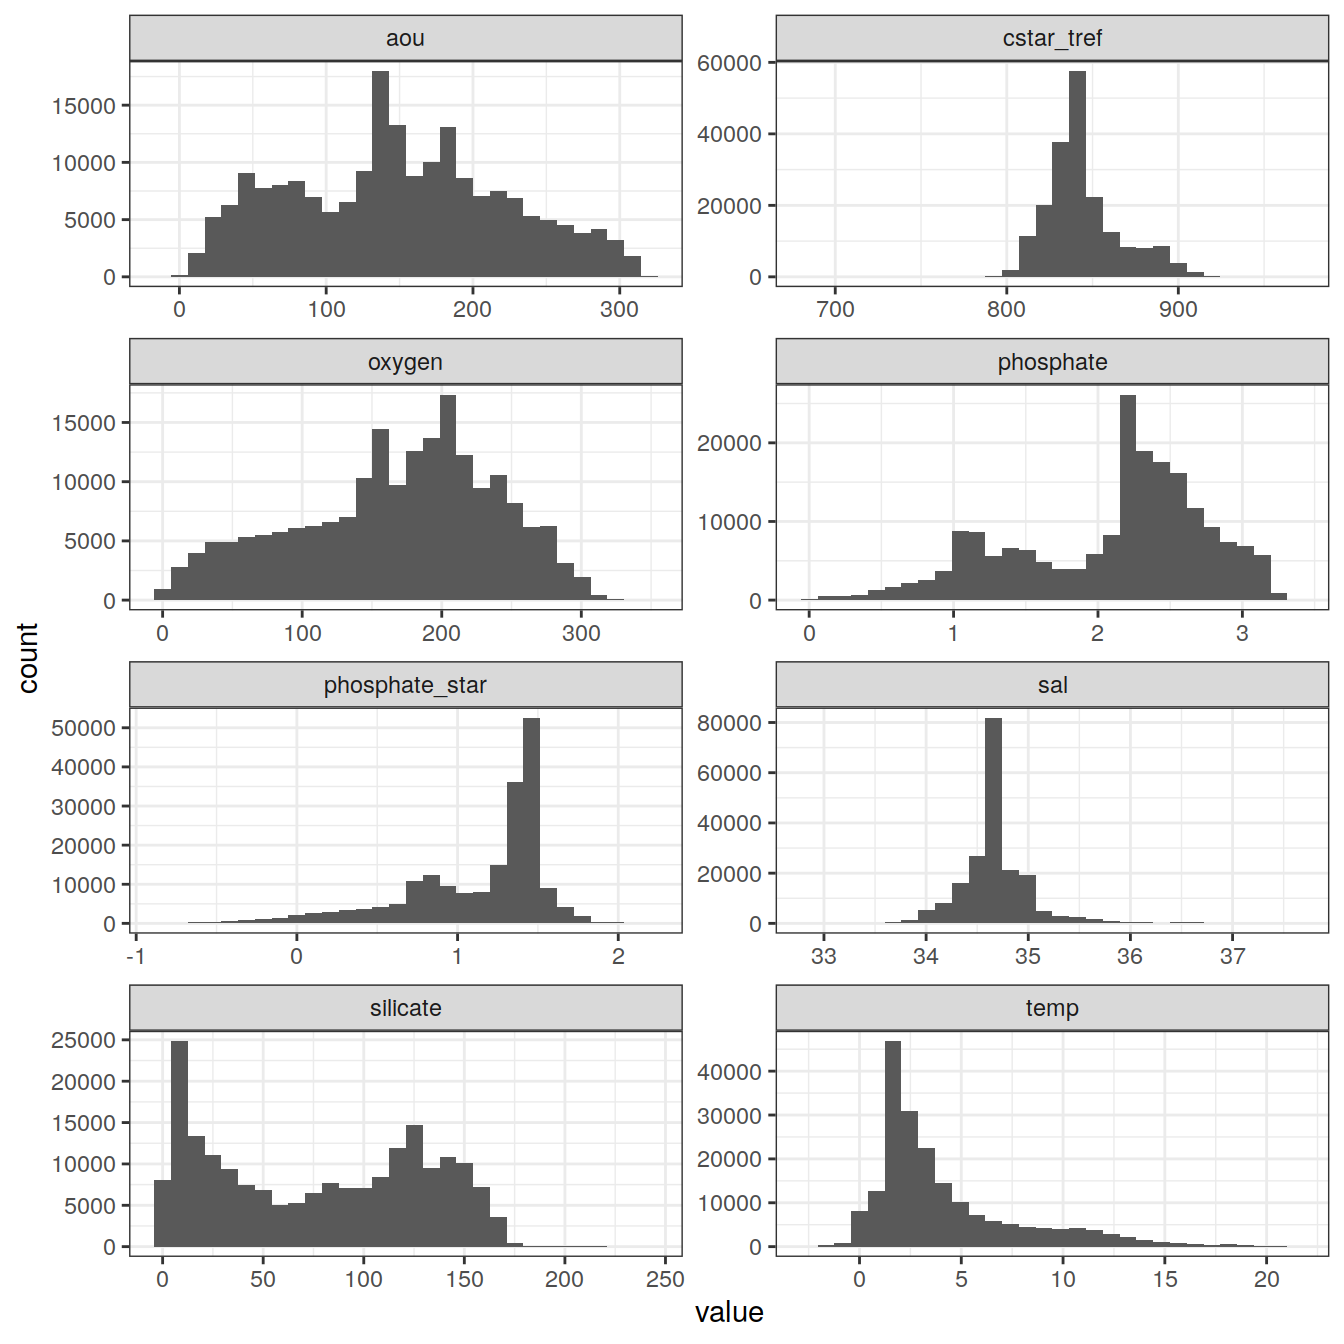 aou
cstar_tref
15000
10000
5000
0
0 100 200 300
60000
40000
20000
0
700 800 900
oxygen
phosphate
15000
10000
5000
0
0 100 200 300
20000
10000
0
0 1 2 3
phosphate_star
sal
50000
40000
30000
20000
10000
0
-1 0 1 2
80000
60000
40000
20000
0
33 34 35 36 37
silicate
temp
25000
20000
15000
10000
5000
0
0 50 100 150 200 250
40000
30000
20000
10000
0
0 5 10 15 20
count
value